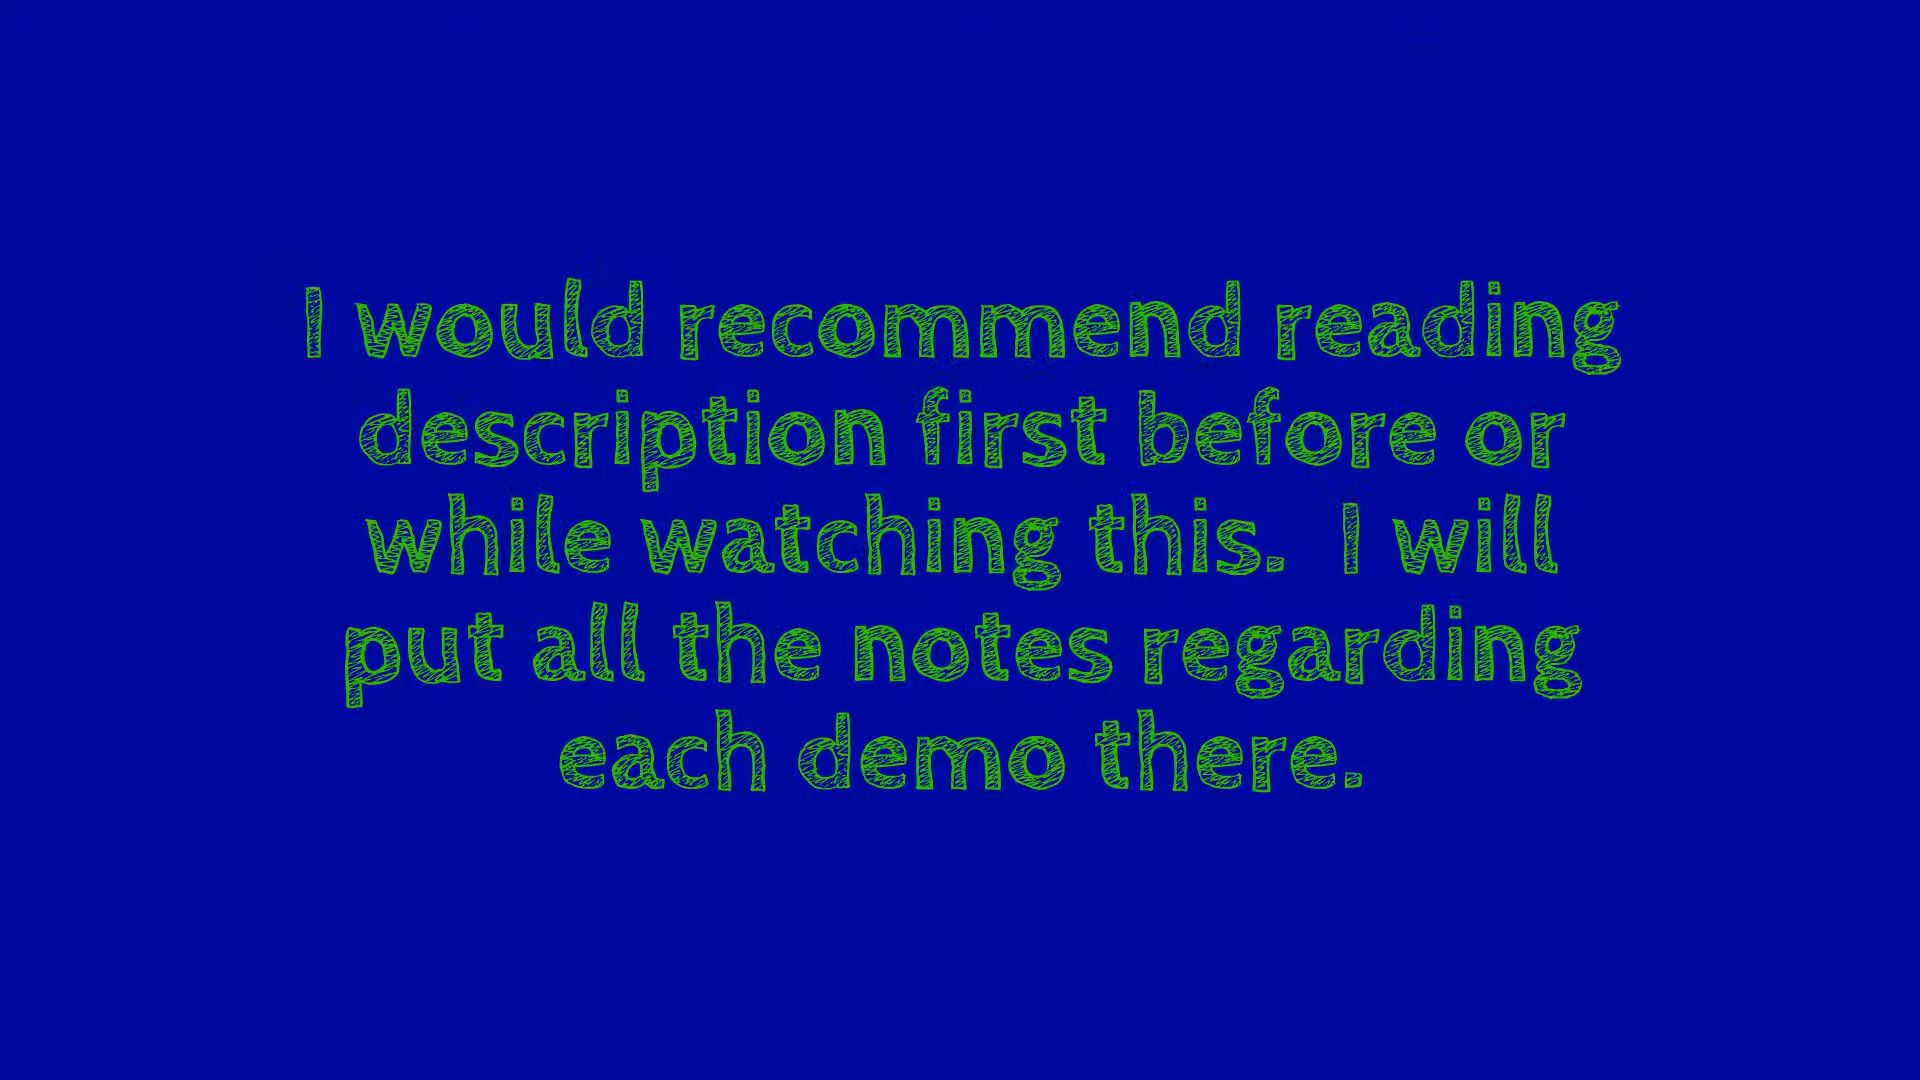 I would recommend reading
description first before or
while watching this.  I will
put all the notes regarding
each demo there.